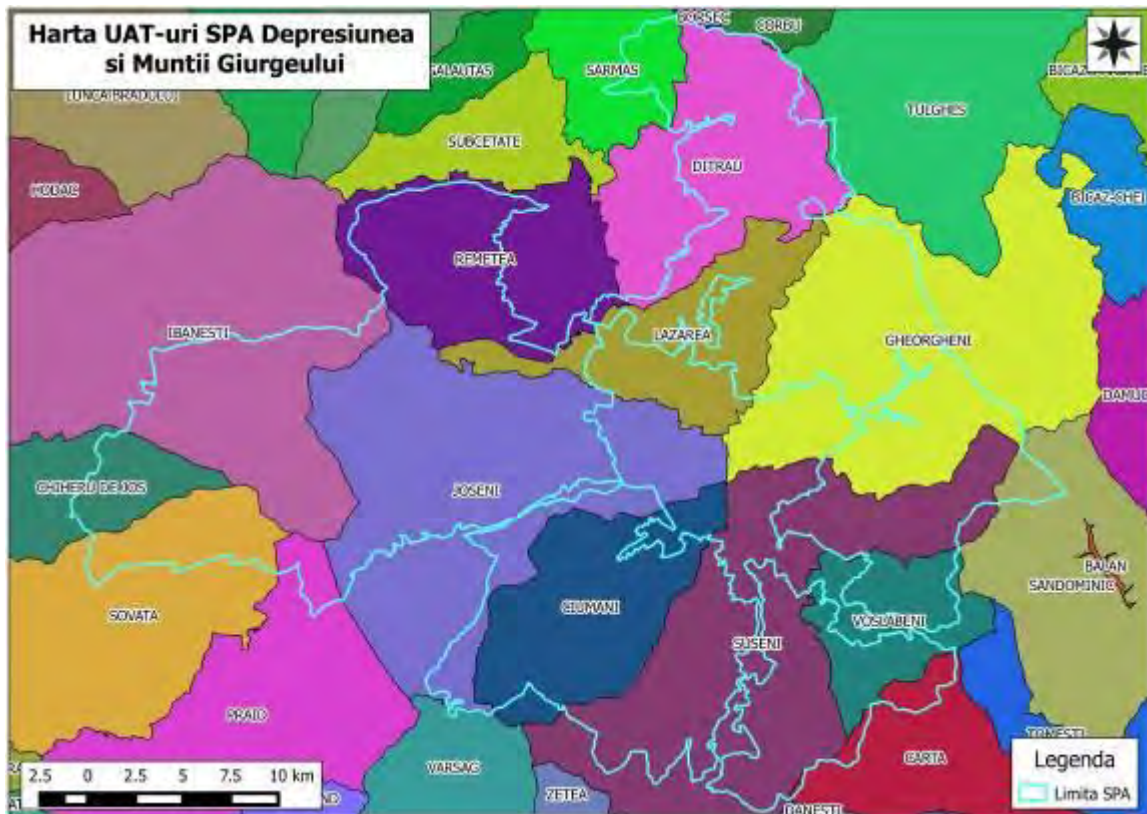 Harta UAT-uri SPA Depresiunea
si Muntii Giurgeului
BORSEC
CORBU
GALAUTAS
SARMAS
LUNCA BRADULUI
TULGHES
SUBCETATE
DITRAU
HODAC
BICAZ-CHEI
REMETEA
IBANESTI
LAZAREA
GHEORGHENI
DAMUC
CHIHERU DE JOS
JOSENI
BALAN
SANDOMINIC
CIUMANI
SOVATA
VOSLABENI
SUSENI
PRAID
TOMESTI
CARTA
VARSAG
ZETEA
DANESTI
2.5 0 2.5 5 7.5 10 km
Legenda
Limita SPA